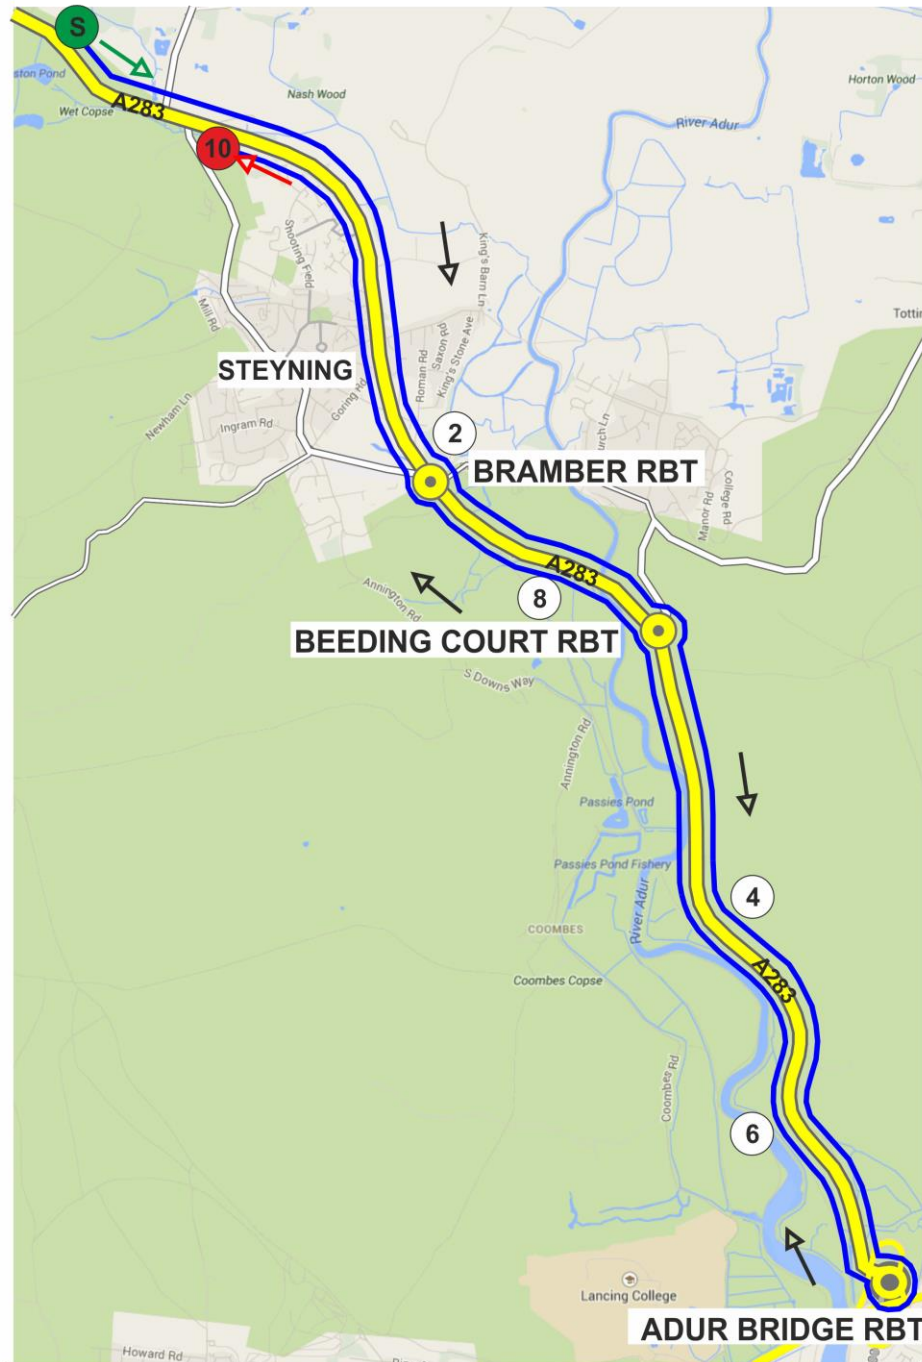 S
ston Pond
Wet Copse
A283
Nash Wood
Horton Wood
River Adur
10
Shooting Field
King's Barn Ln
Mill Rd
Saxon Rd
Roman Rd
King's Stone Ave
Totti
STEYNING
Goring Rd
Newham Ln
Ingram Rd
2
urch Ln
BRAMBER RBT
College Rd
Manor Rd
A283
Annington Rd
8
BEEDING COURT RBT
S Downs Way
Annington Rd
Passies Pond
Passies Pond Fishery
4
River Adur
COOMBES
A283
Coombes Copse
Coombes Rd
6
Lancing College
ADUR BRIDGE RBT
Howard Rd